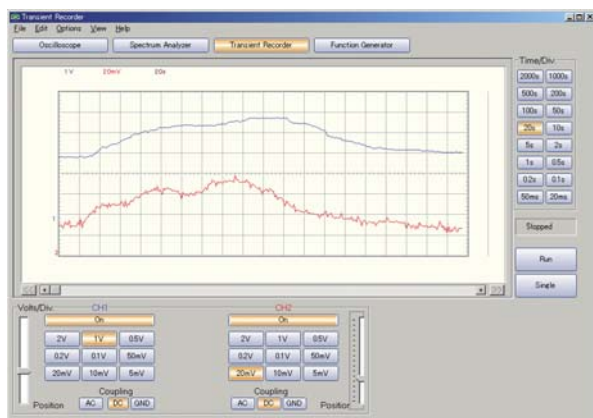 Transient Recorder
File Edit Options View Help
Oscilloscope Spectrum Analyzer Transient Recorder Function Generator
1V 20mV 20s
1
2
Time/Div.
2000s 1000s
500s 200s
100s 50s
20s 10s
5s 2s
1s 0.5s
0.2s 0.1s
50ms 20ms
Stopped
Run
Single
Volts/Div. CH1 CH2
On On
2V 1V 0.5V 2V 1V 0.5V
0.2V 0.1V 50mV 0.2V 0.1V 50mV
20mV 10mV 5mV 20mV 10mV 5mV
Coupling Coupling
Position AC DC GND AC DC GND Position